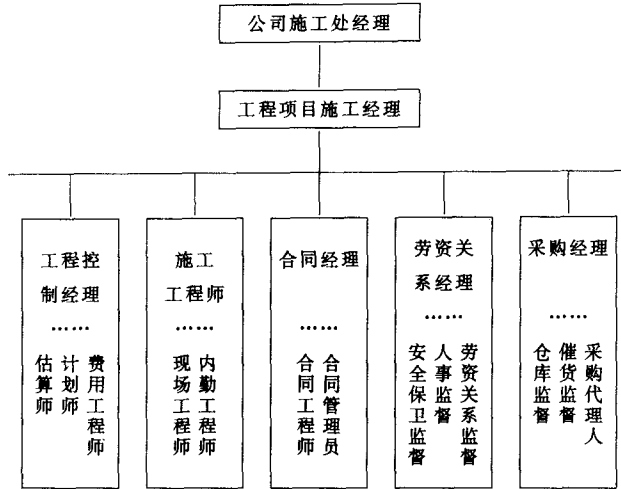 公司施工处经理
工程项目施工经理
工程控
制经理
……
估算师
计划师
费用工程师
施工
工程师
……
现场工程师
内勤工程师
合同经理
……
合同工程师
合同管理员
劳资关
系经理
……
安全保卫监督
人事监督
劳资关系监督
采购经理
……
仓库监督
催货监督
采购代理人